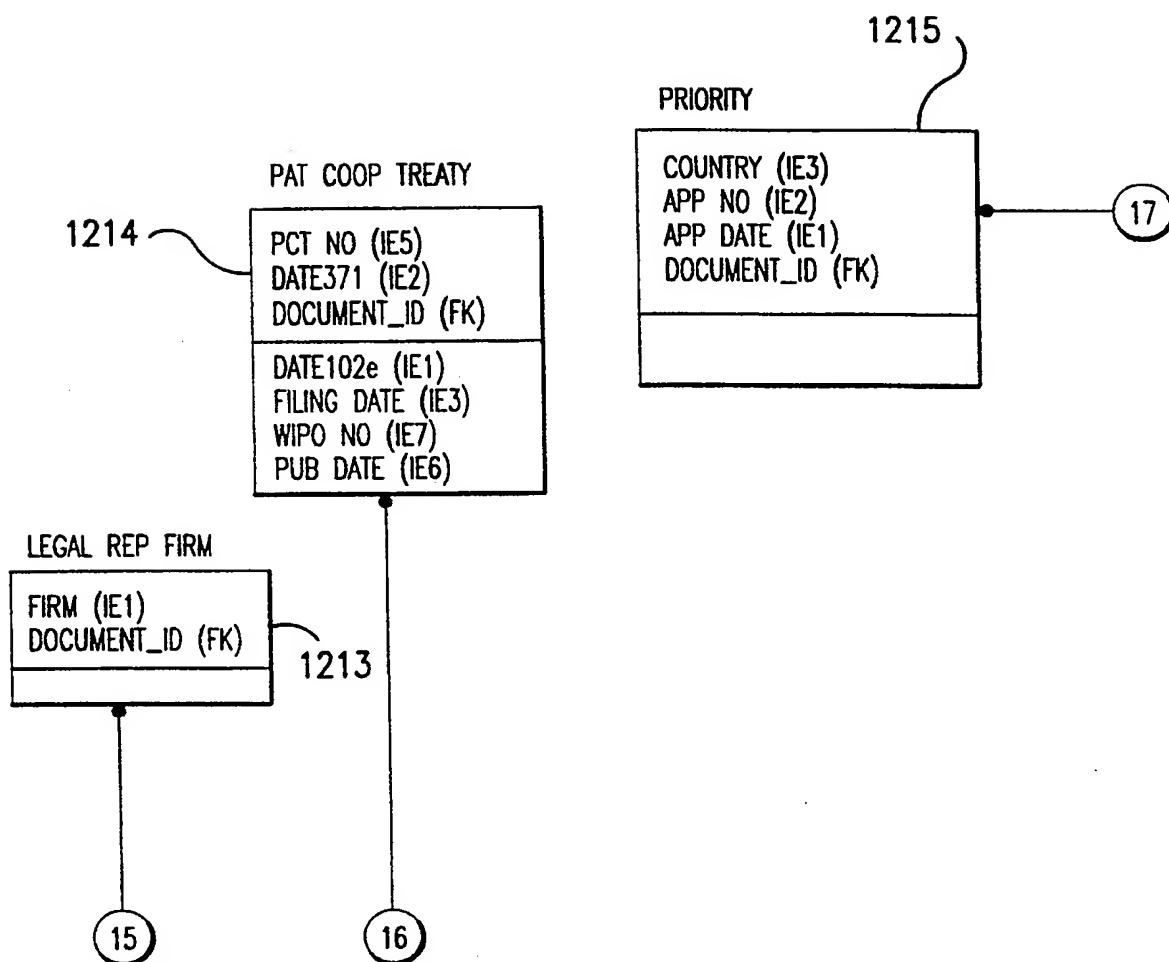 1215
PRIORITY
COUNTRY (IE3)
APP NO (IE2)
APP DATE (IE1)
DOCUMENT_ID (FK)
17
PAT COOP TREATY
1214
PCT NO (IE5)
DATE371 (IE2)
DOCUMENT_ID (FK)
DATE102e (IE1)
FILING DATE (IE3)
WIPO NO (IE7)
PUB DATE (IE6)
LEGAL REP FIRM
FIRM (IE1)
DOCUMENT_ID (FK)
1213
15
16